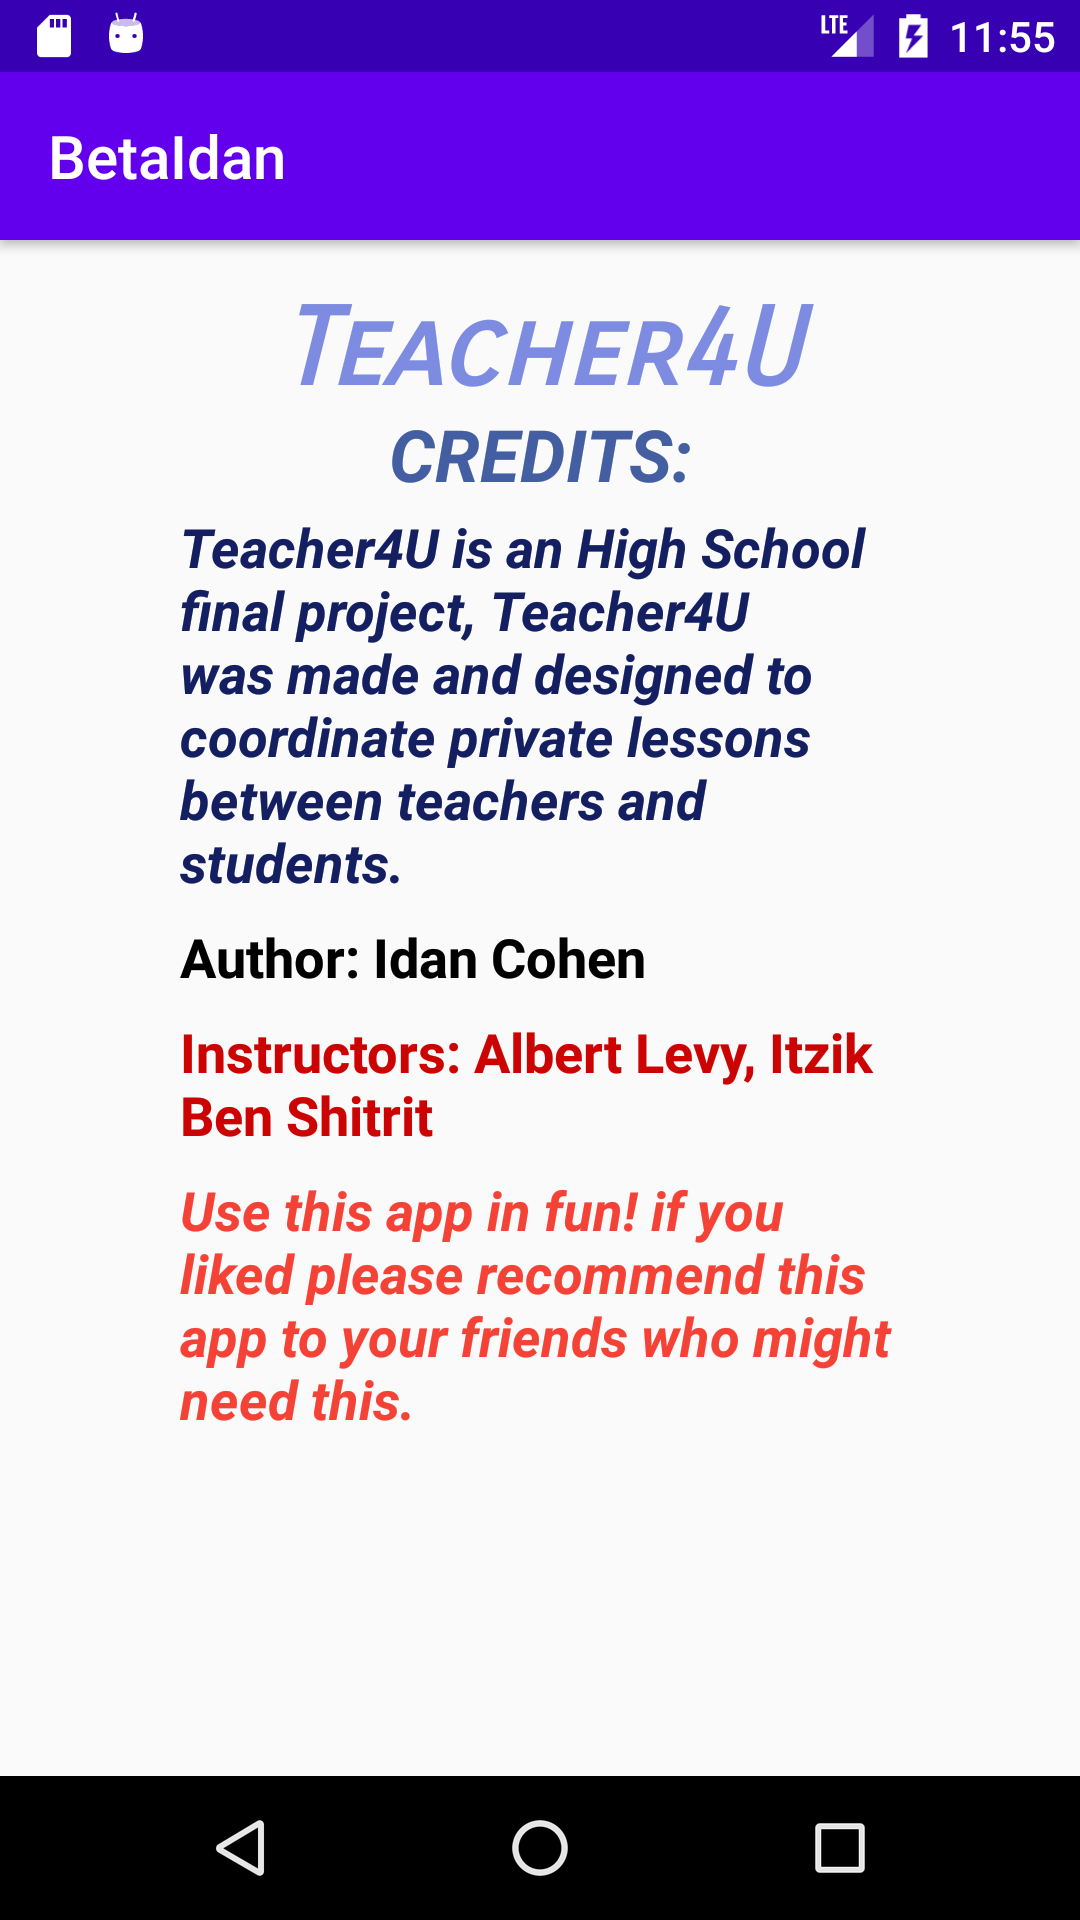 LTE 11:55
BetaIdan
Teacher4U
CREDITS:
Teacher4U is an High School
final project, Teacher4U
was made and designed to
coordinate private lessons
between teachers and
students.
Author: Idan Cohen
Instructors: Albert Levy, Itzik
Ben Shitrit
Use this app in fun! if you
liked please recommend this
app to your friends who might
need this.